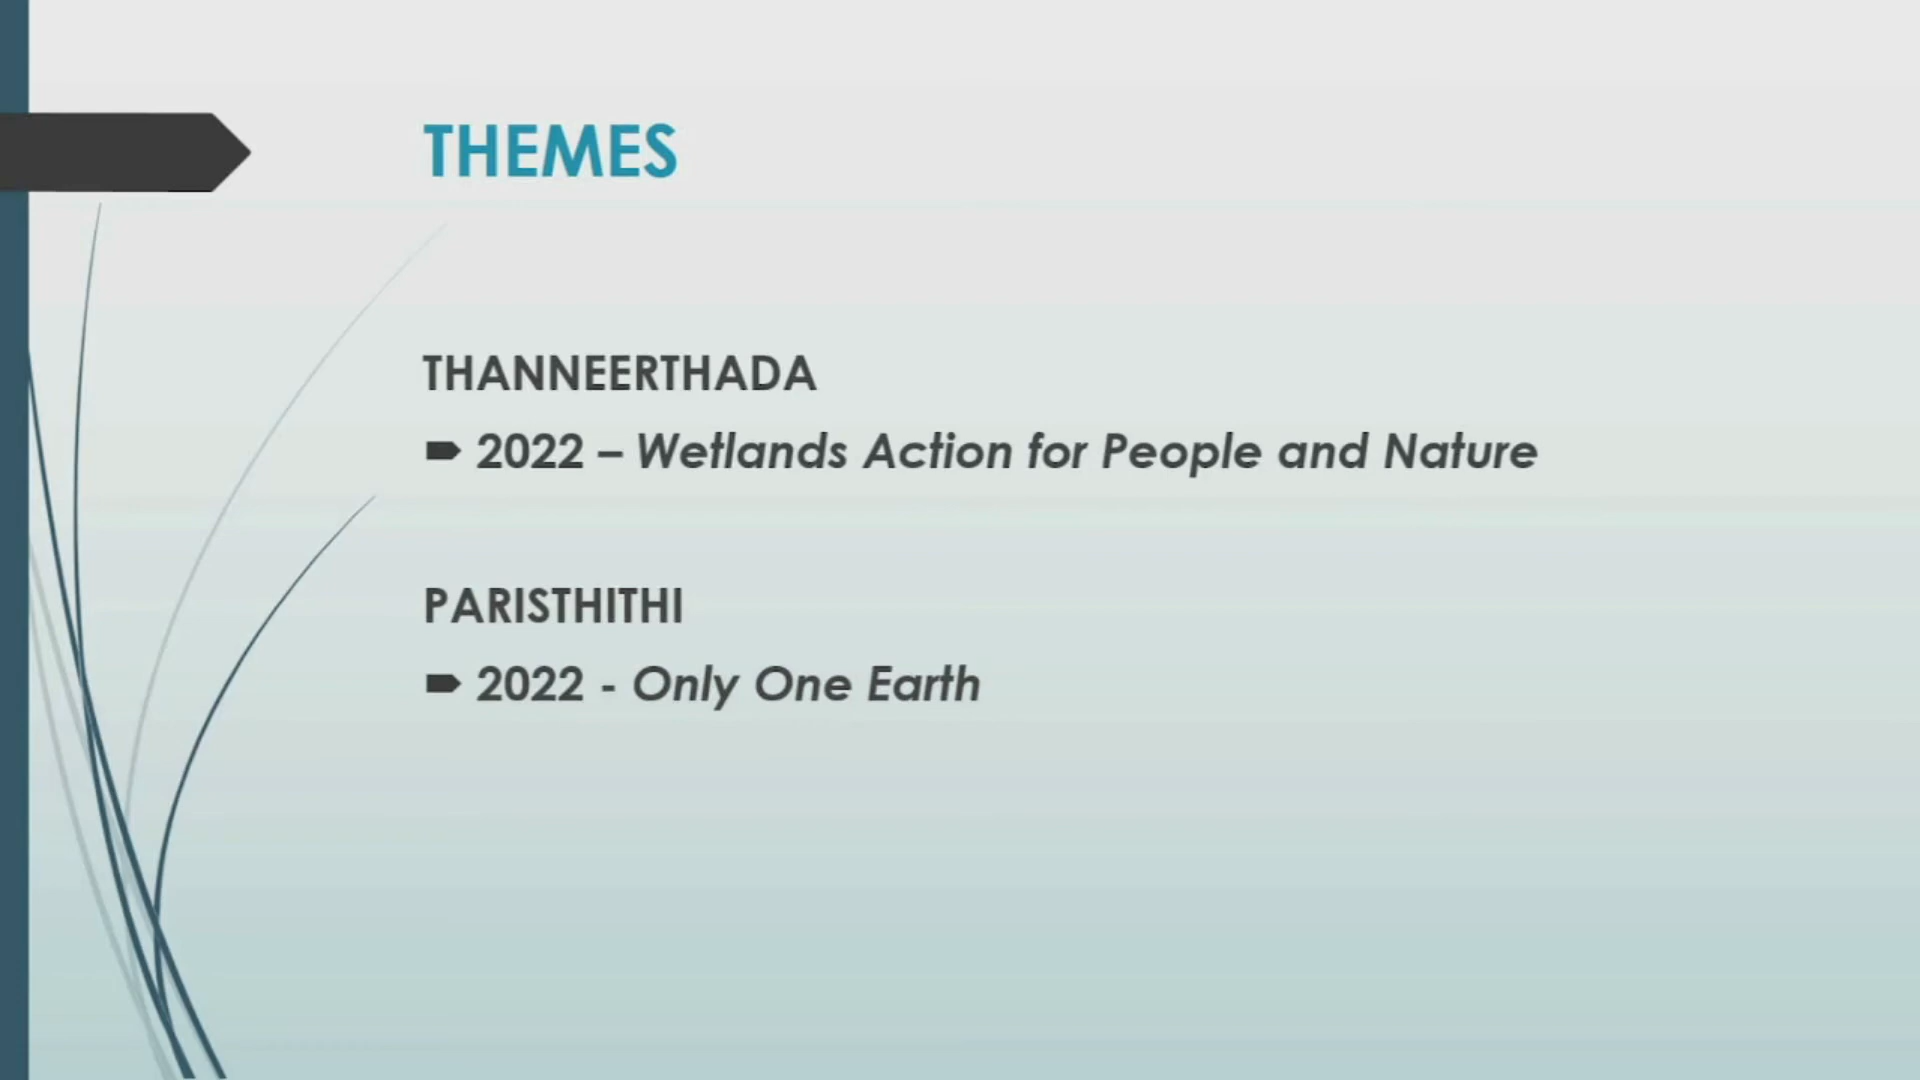 THEMES
THANNEERTHADA
2022 – Wetlands Action for People and Nature
PARISTHITHI
2022 - Only One Earth